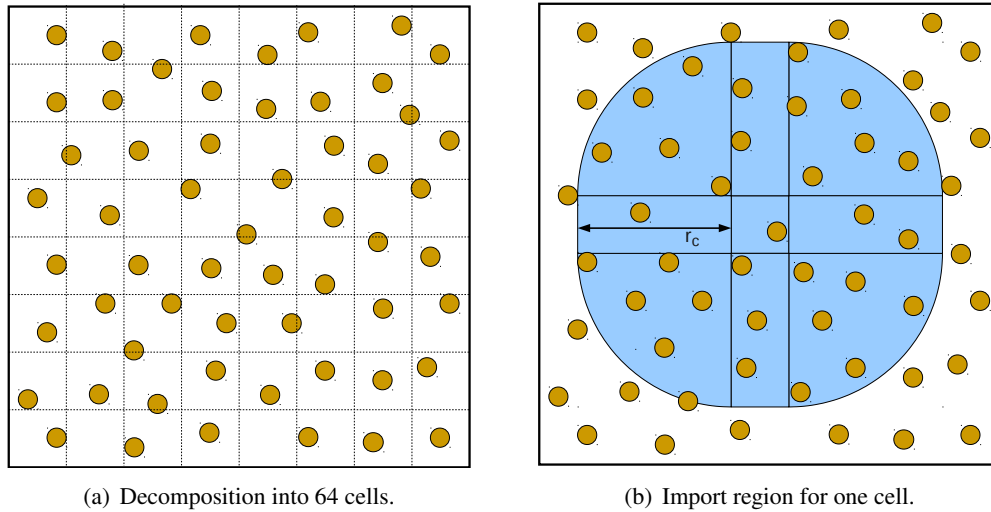 r_c
(a) Decomposition into 64 cells.
(b) Import region for one cell.